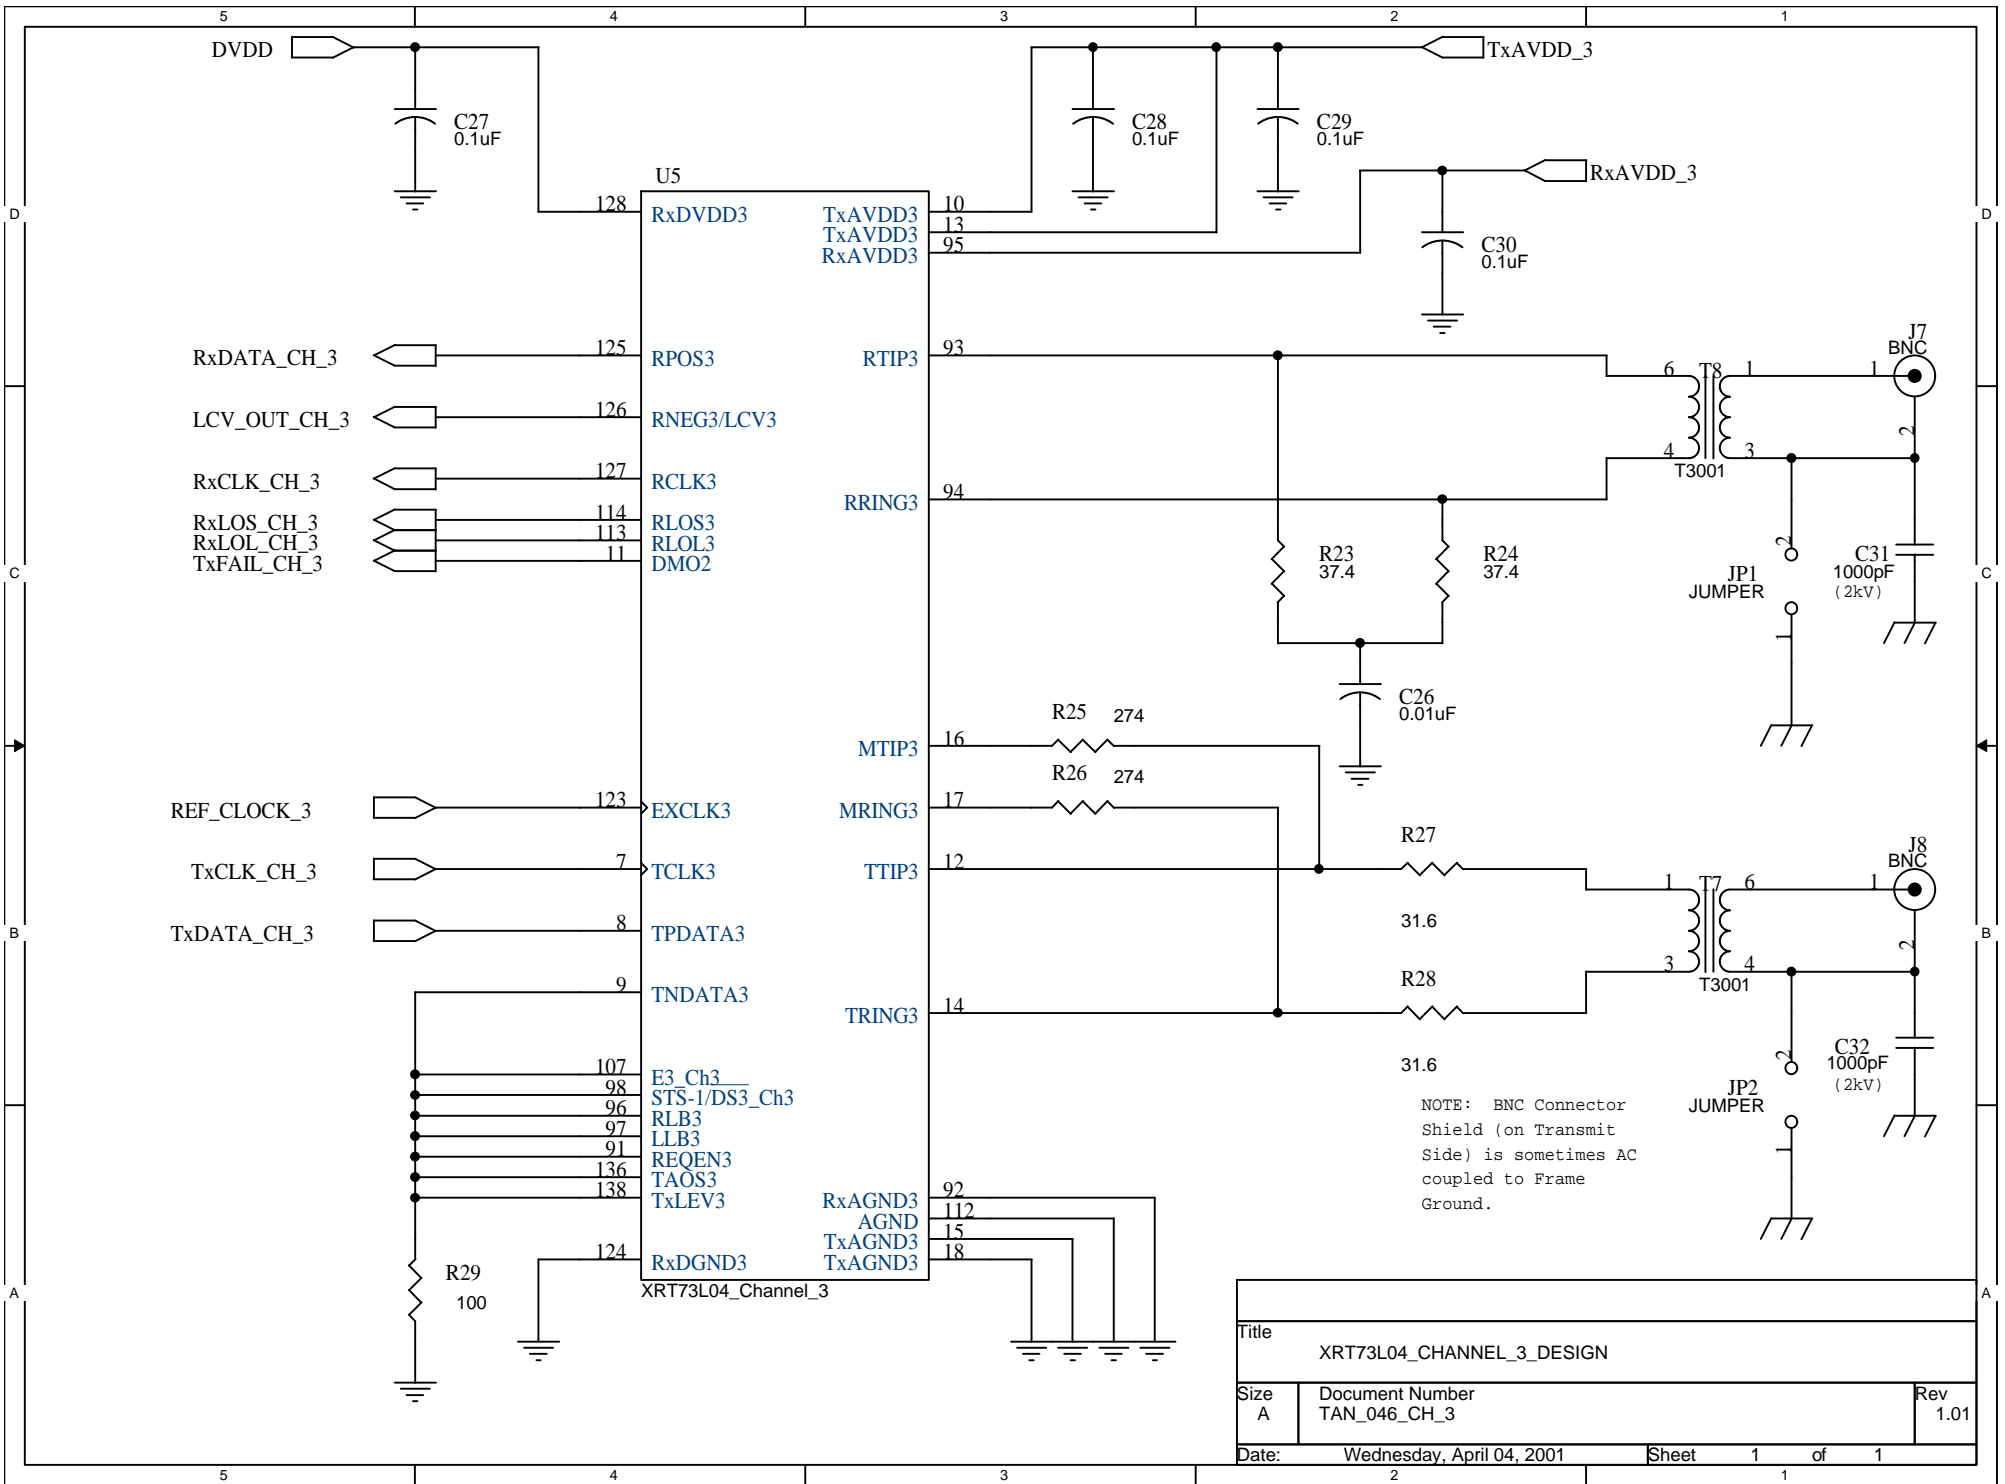 5 4 3 2 1
DVDD
TxAVDD_3
C27
0.1uF
C28
0.1uF
C29
0.1uF
RxAVDD_3
C30
0.1uF
D
D
U5
128 RxDVDD3
TxAVDD3 10
TxAVDD3 13
RxAVDD3 95
RxDATA_CH_3 125 RPOS3
RTIP3 93
LCV_OUT_CH_3 126 RNEG3/LCV3
RxCLK_CH_3 127 RCLK3
RRING3 94
RxLOS_CH_3 114 RLOS3
RxLOL_CH_3 113 RLOL3
TxFAIL_CH_3 11 DMO2
J7
BNC
6 T8 1 1
2
4 3
T3001
C
C
R23
37.4
R24
37.4
2
JP1
JUMPER
1
C31
1000pF
(2kV)
C26
0.01uF
R25 274
MTIP3 16
R26 274
MRING3 17
REF_CLOCK_3 123 EXCLK3
TxCLK_CH_3 7 TCLK3
TTIP3 12
R27
31.6
J8
BNC
1 T7 6 1
2
3 4
T3001
TxDATA_CH_3 8 TPDATA3
B
B
9 TNDATA3
TRING3 14
R28
31.6
2
JP2
JUMPER
1
C32
1000pF
(2kV)
107 E3_Ch3
98 STS-1/DS3_Ch3
96 RLB3
97 LLB3
91 REQEN3
136 TAOS3
138 TxLEV3
124 RxDGND3
RxAGND3 92
AGND 112
TxAGND3 15
TxAGND3 18
XRT73L04_Channel_3
NOTE: BNC Connector
Shield (on Transmit
Side) is sometimes AC
coupled to Frame
Ground.
R29
100
A
A
Title
XRT73L04_CHANNEL_3_DESIGN
Size
A
Document Number
TAN_046_CH_3
Rev
1.01
Date: Wednesday, April 04, 2001 Sheet 1 of 1
5 4 3 2 1